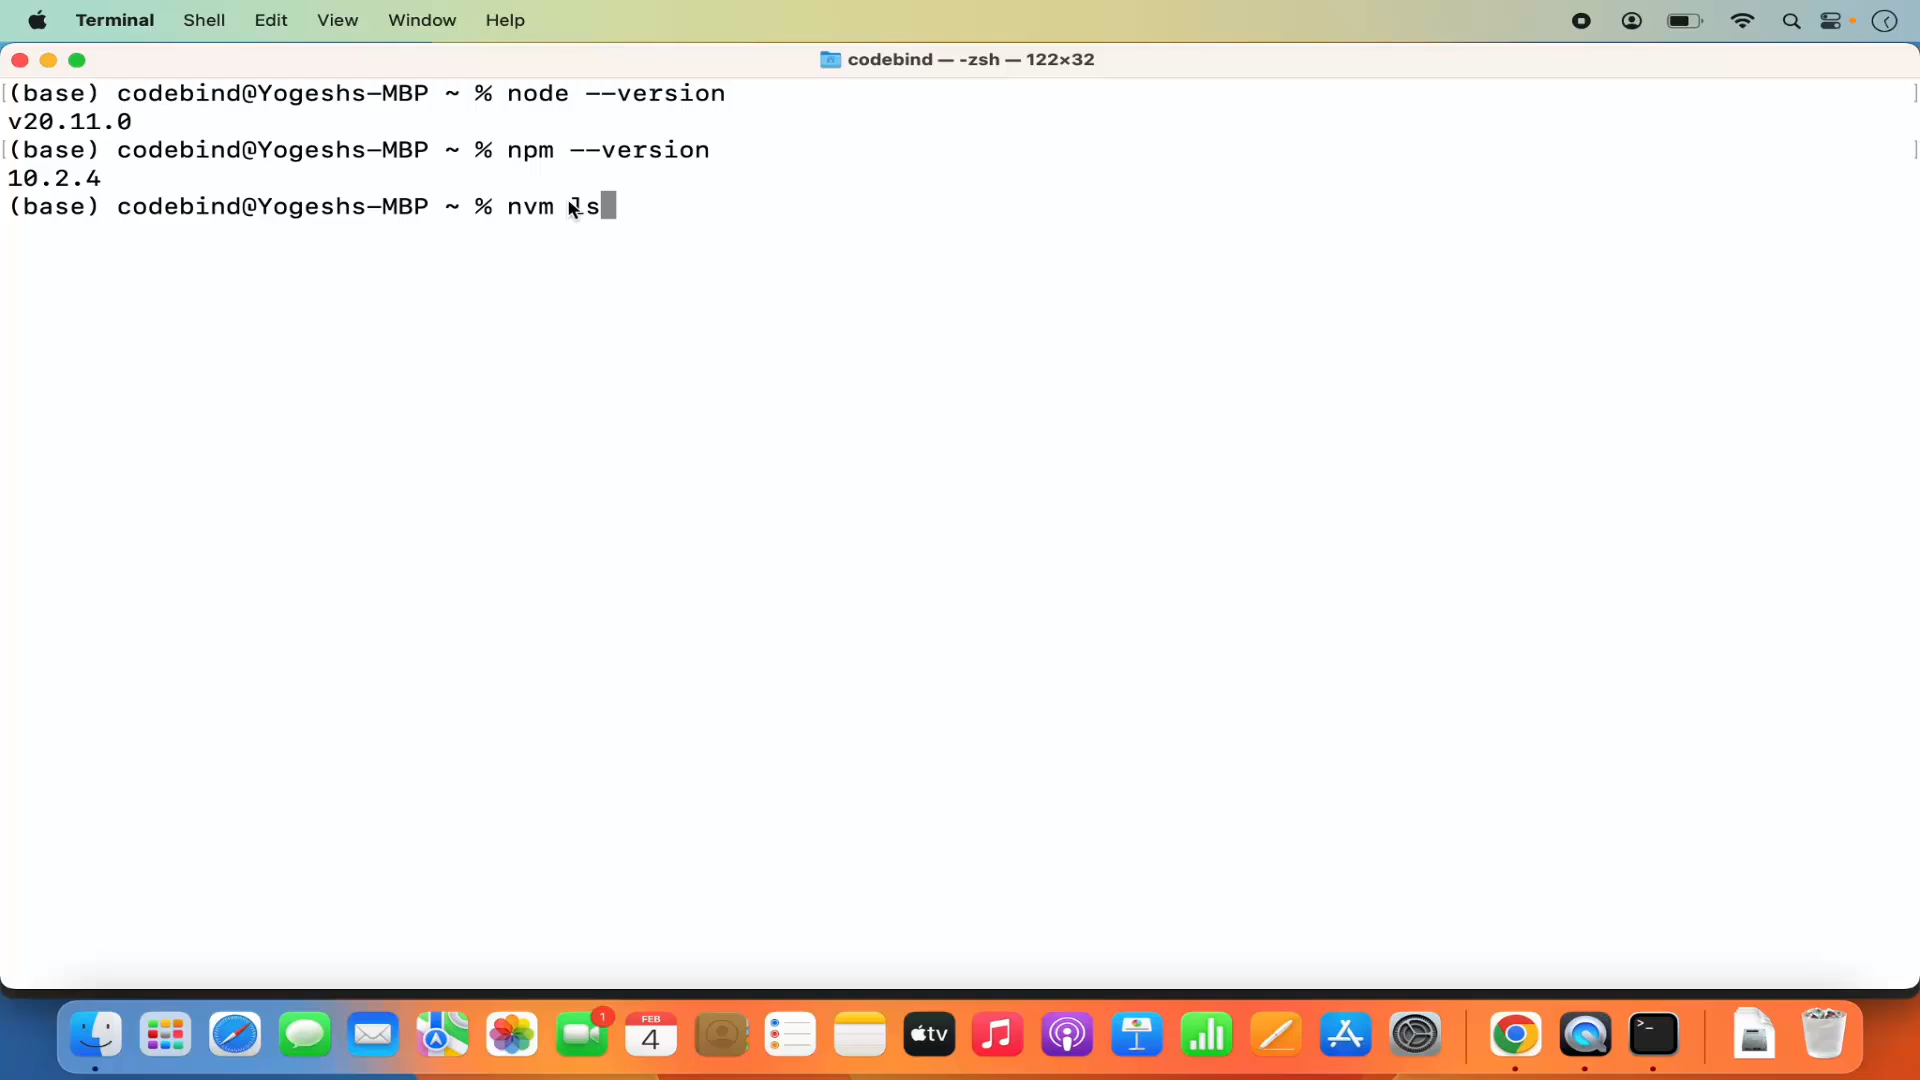 Terminal Shell Edit View Window Help
codebind — -zsh — 122×32
(base) codebind@Yogeshs-MBP ~ % node --version
v20.11.0
(base) codebind@Yogeshs-MBP ~ % npm --version
10.2.4
(base) codebind@Yogeshs-MBP ~ % nvm ls
1
FEB
4
tv
>_